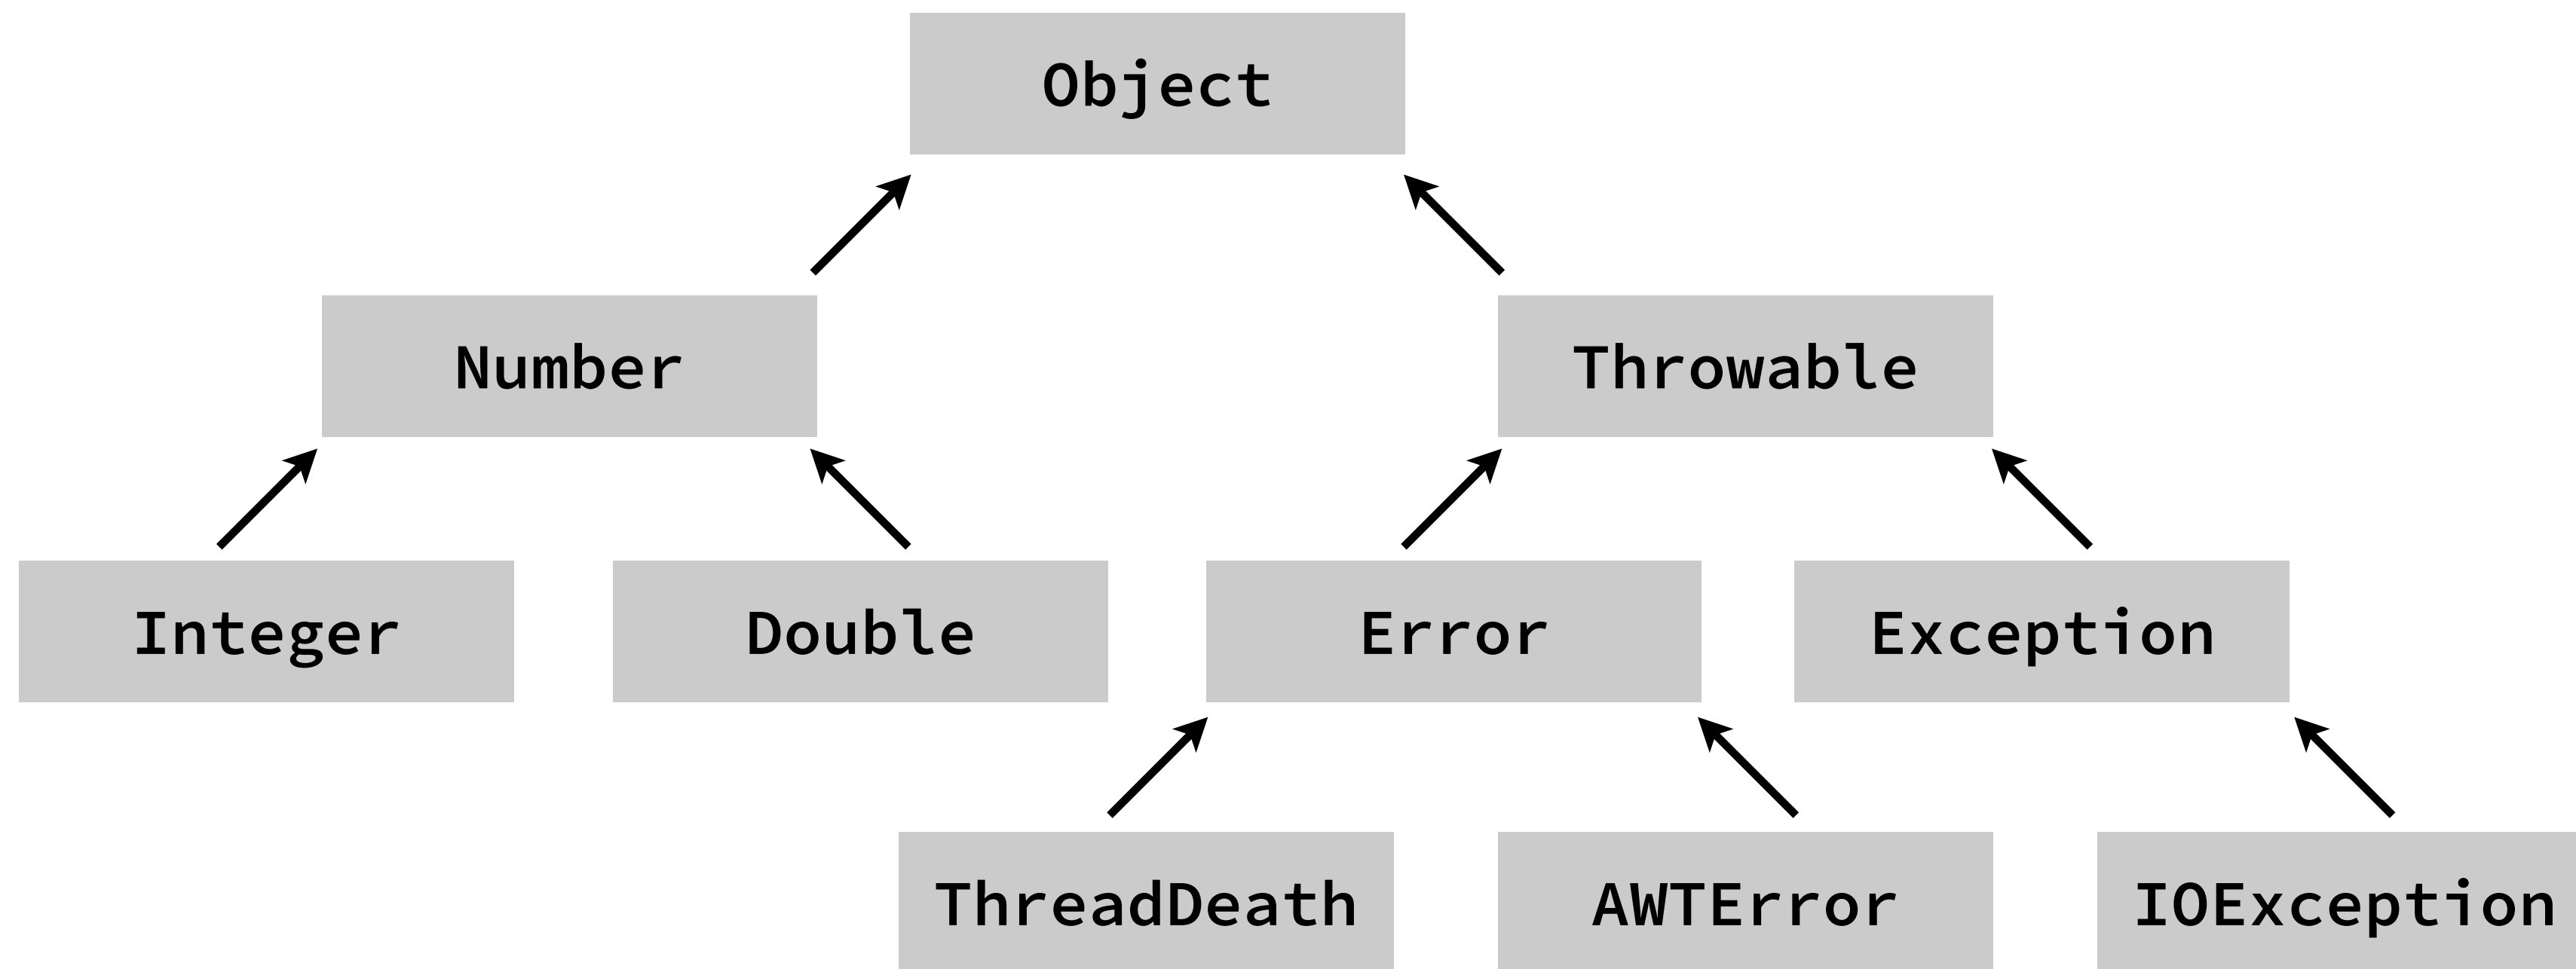 Object
Number
Throwable
Integer
Double
Error
Exception
ThreadDeath
AWTError
IOException